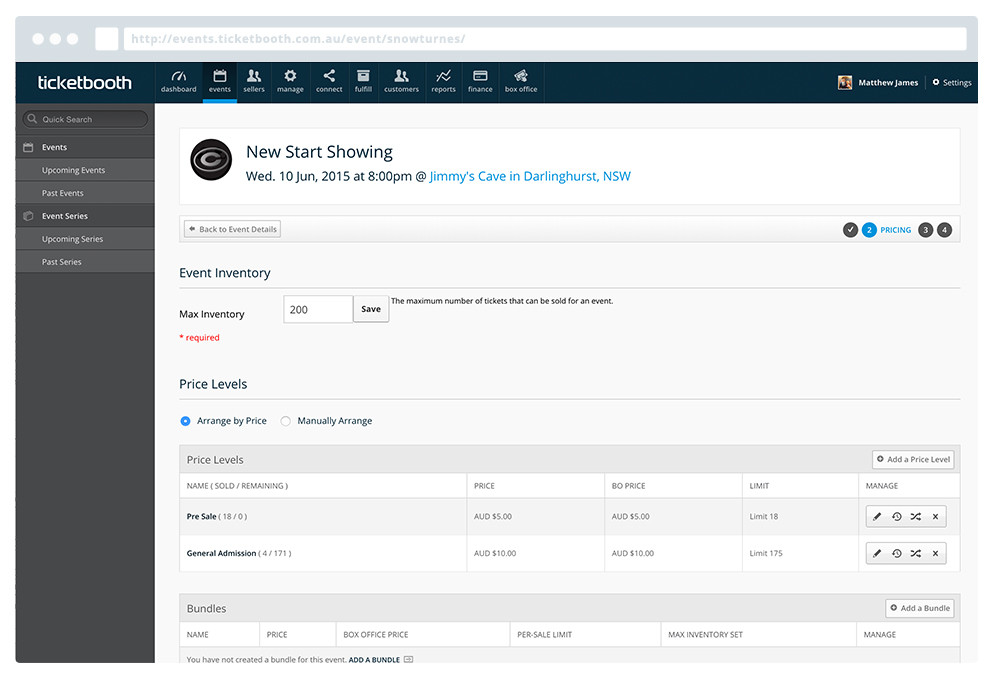 http://events.ticketbooth.com.au/event/snowturnes/
ticketbooth
dashboard events sellers manage connect fulfill customers reports finance box office
Matthew James Settings
Quick Search
Events
Upcoming Events
Past Events
Event Series
Upcoming Series
Past Series
New Start Showing
Wed. 10 Jun, 2015 at 8:00pm @ Jimmy's Cave in Darlinghurst, NSW
Back to Event Details
2 PRICING 3 4
Event Inventory
Max Inventory 200 Save The maximum number of tickets that can be sold for an event.
* required
Price Levels
Arrange by Price Manually Arrange
Price Levels Add a Price Level
NAME ( SOLD / REMAINING ) PRICE BO PRICE LIMIT MANAGE
Pre Sale ( 18 / 0 ) AUD $5.00 AUD $5.00 Limit 18
General Admission ( 4 / 171 ) AUD $10.00 AUD $10.00 Limit 175
Bundles Add a Bundle
NAME PRICE BOX OFFICE PRICE PER-SALE LIMIT MAX INVENTORY SET MANAGE
You have not created a bundle for this event. ADD A BUNDLE